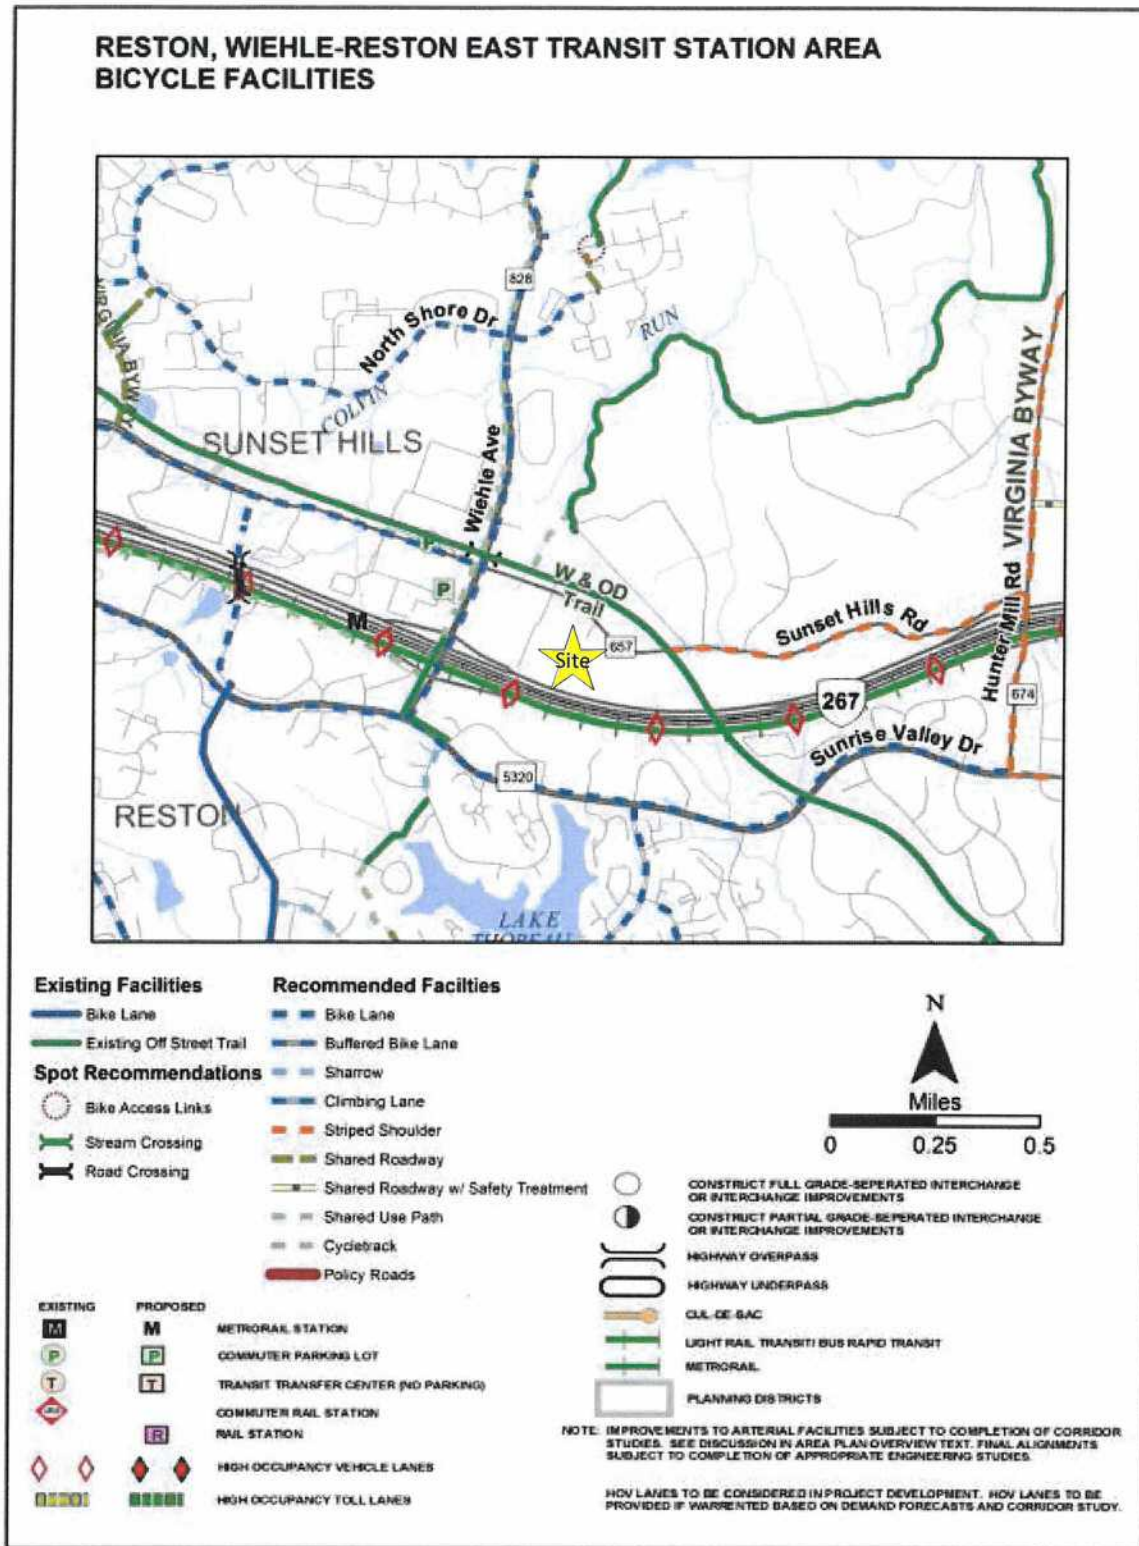 RESTON, WIEHLE-RESTON EAST TRANSIT STATION AREA
BICYCLE FACILITIES
828
North Shore Dr
RUN
VIRGINIA BYWAY
COLVIN
SUNSET HILLS
Wiehle Ave
VIRGINIA BYWAY
P
W & OD
Trail
P
M
Site
657
Sunset Hills Rd
Hunter Mill Rd
267
674
Sunrise Valley Dr
5320
RESTON
LAKE
THOREAU
Existing Facilities
Bike Lane
Existing Off Street Trail
Spot Recommendations
Bike Access Links
Stream Crossing
Road Crossing
Recommended Facilties
Bike Lane
Buffered Bike Lane
Sharrow
Climbing Lane
Striped Shoulder
Shared Roadway
Shared Roadway w/ Safety Treatment
Shared Use Path
Cycletrack
Policy Roads
N
Miles
0 0.25 0.5
EXISTING PROPOSED
M M METRORAIL STATION
P P COMMUTER PARKING LOT
T T TRANSIT TRANSFER CENTER (NO PARKING)
COMMUTER RAIL STATION
R RAIL STATION
HIGH OCCUPANCY VEHICLE LANES
HIGH OCCUPANCY TOLL LANES
CONSTRUCT FULL GRADE-SEPERATED INTERCHANGE
OR INTERCHANGE IMPROVEMENTS
CONSTRUCT PARTIAL GRADE-SEPERATED INTERCHANGE
OR INTERCHANGE IMPROVEMENTS
HIGHWAY OVERPASS
HIGHWAY UNDERPASS
CUL-DE-SAC
LIGHT RAIL TRANSIT/ BUS RAPID TRANSIT
METRORAIL
PLANNING DISTRICTS
NOTE: IMPROVEMENTS TO ARTERIAL FACILITIES SUBJECT TO COMPLETION OF CORRIDOR
STUDIES. SEE DISCUSSION IN AREA PLAN OVERVIEW TEXT. FINAL ALIGNMENTS
SUBJECT TO COMPLETION OF APPROPRIATE ENGINEERING STUDIES.
HOV LANES TO BE CONSIDERED IN PROJECT DEVELOPMENT. HOV LANES TO BE
PROVIDED IF WARRENTED BASED ON DEMAND FORECASTS AND CORRIDOR STUDY.